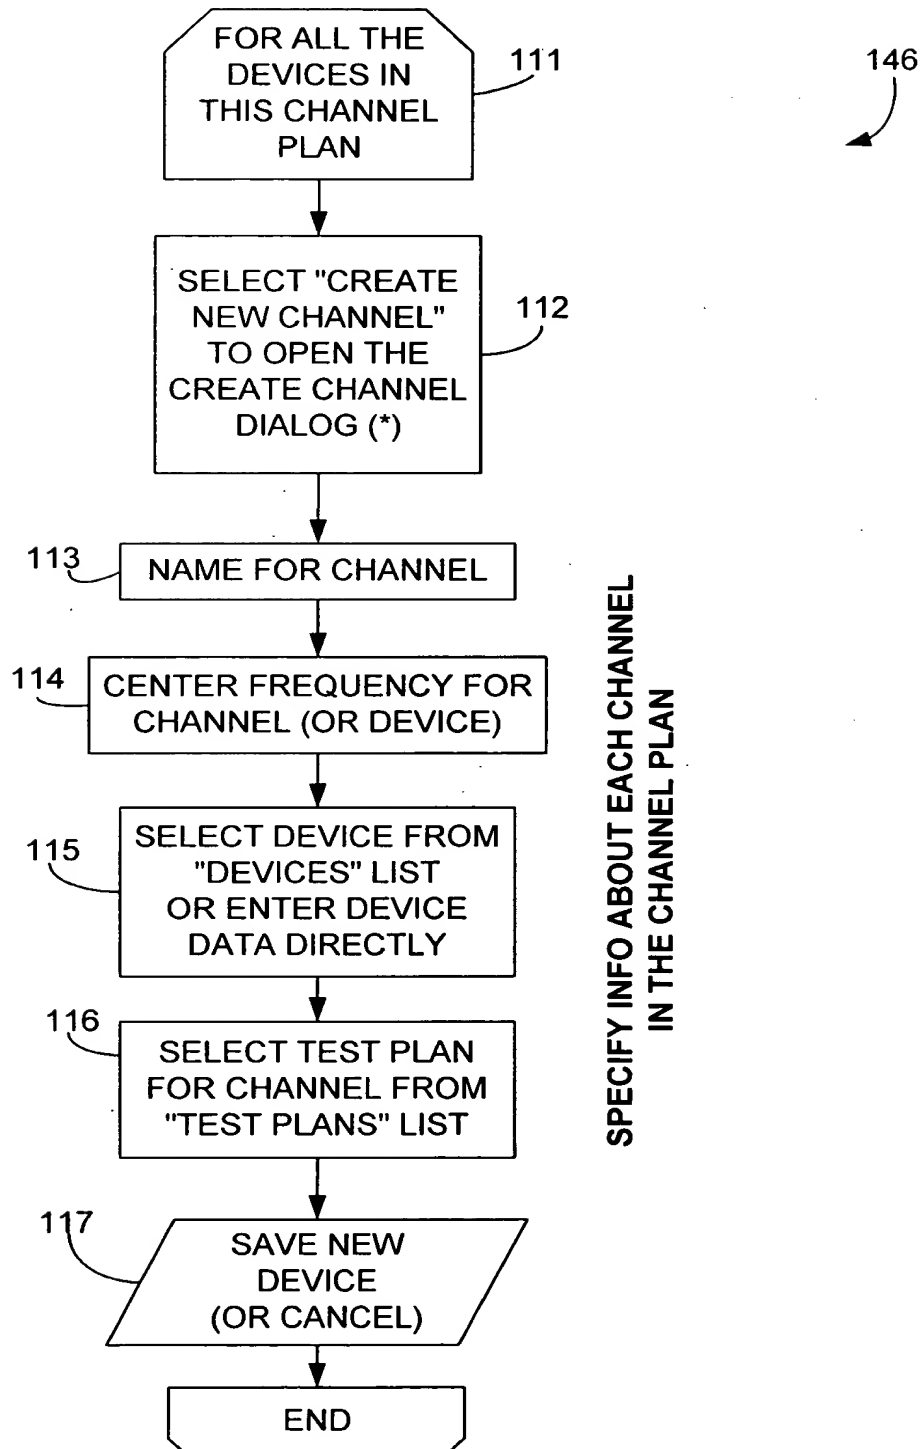 FOR ALL THE
DEVICES IN
THIS CHANNEL
PLAN
111
146
SELECT "CREATE
NEW CHANNEL"
TO OPEN THE
CREATE CHANNEL
DIALOG (*)
112
113
NAME FOR CHANNEL
114
CENTER FREQUENCY FOR
CHANNEL (OR DEVICE)
115
SELECT DEVICE FROM
"DEVICES" LIST
OR ENTER DEVICE
DATA DIRECTLY
116
SELECT TEST PLAN
FOR CHANNEL FROM
"TEST PLANS" LIST
117
SAVE NEW
DEVICE
(OR CANCEL)
END
SPECIFY INFO ABOUT EACH CHANNEL
IN THE CHANNEL PLAN